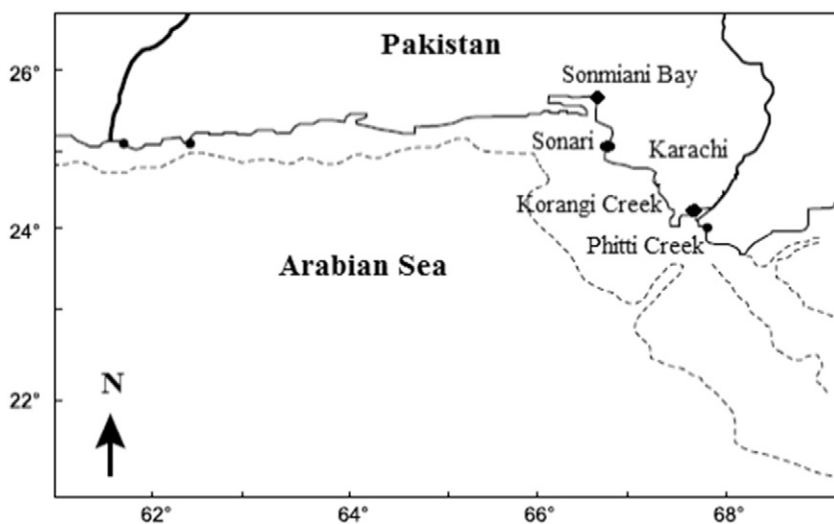 Pakistan
26°
Sonmiani Bay
Sonari
Karachi
Korangi Creek
24°
Phitti Creek
Arabian Sea
22°
N
62°
64°
66°
68°